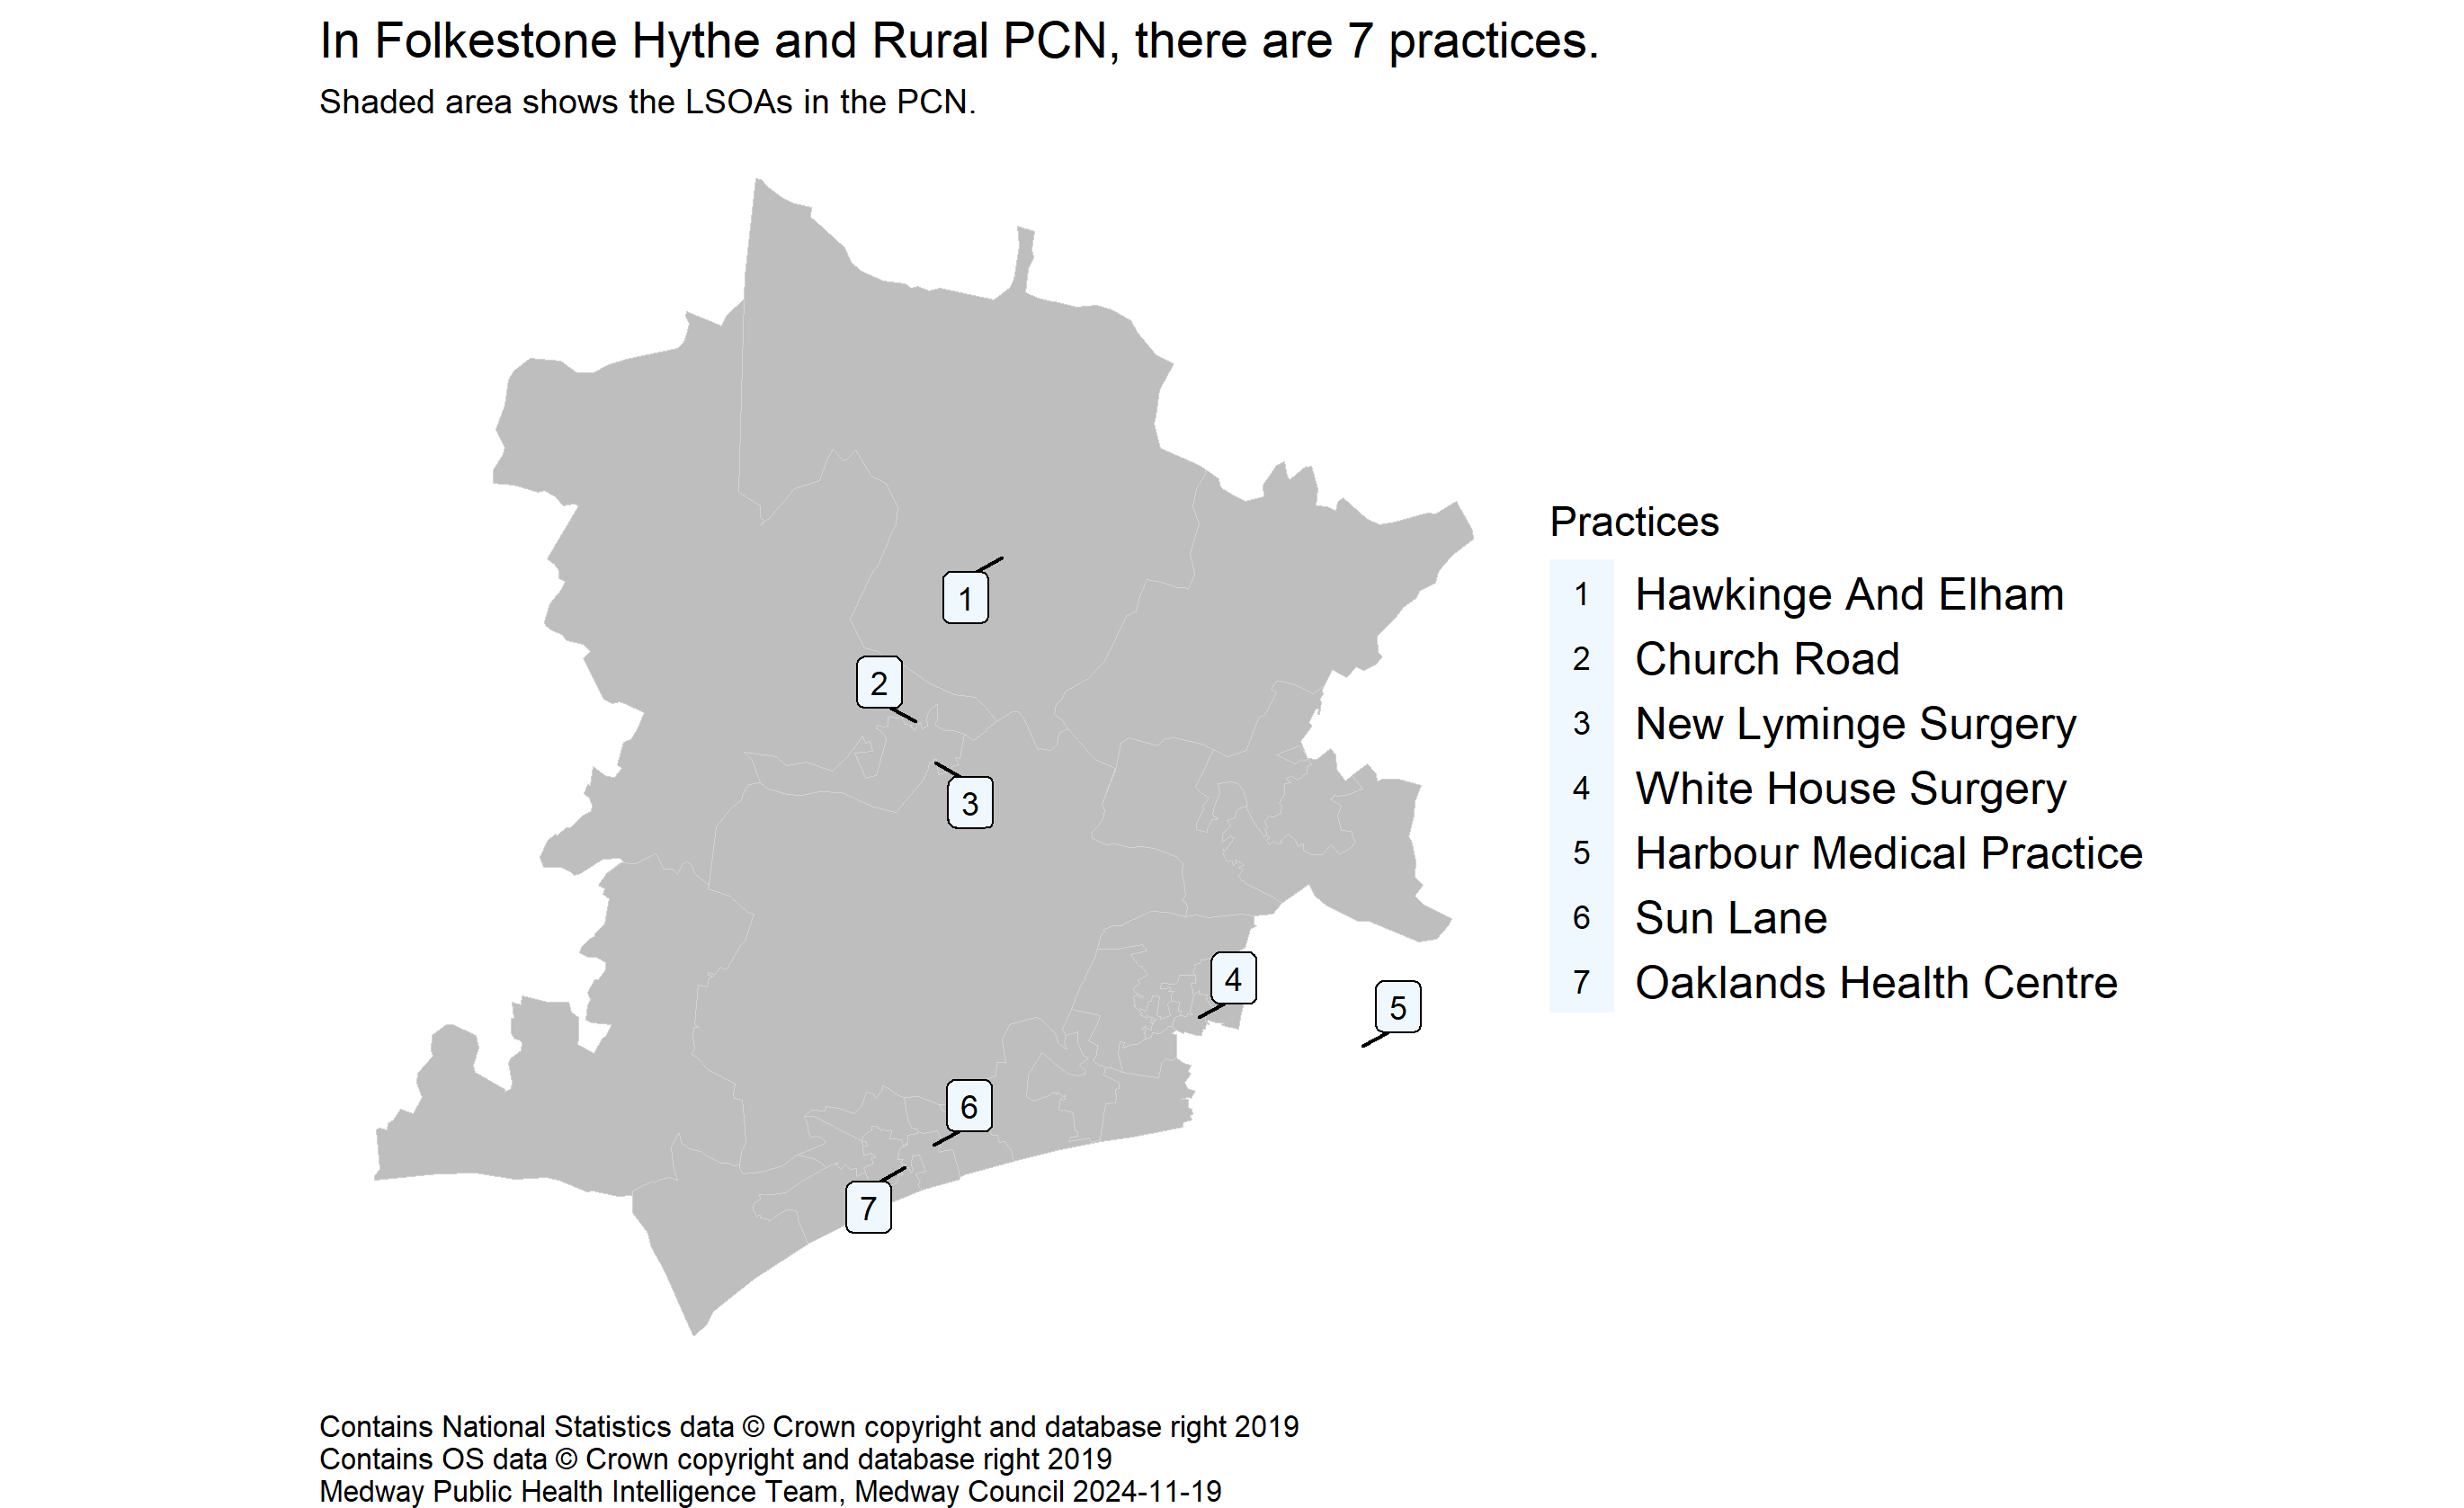 In Folkestone Hythe and Rural PCN, there are 7 practices.
Shaded area shows the LSOAs in the PCN.
1
2
3
4
5
6
7
Practices
1 Hawkinge And Elham
2 Church Road
3 New Lyminge Surgery
4 White House Surgery
5 Harbour Medical Practice
6 Sun Lane
7 Oaklands Health Centre
Contains National Statistics data © Crown copyright and database right 2019
Contains OS data © Crown copyright and database right 2019
Medway Public Health Intelligence Team, Medway Council 2024-11-19